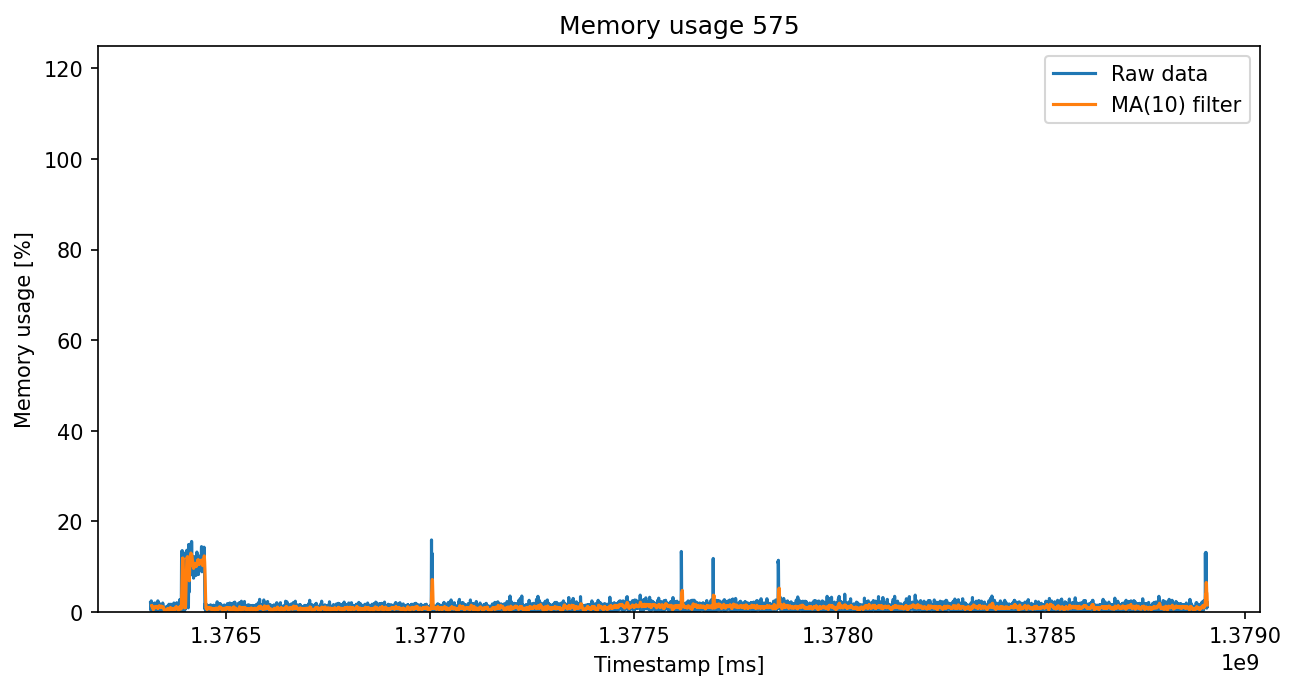 Memory usage 575
Raw data
MA(10) filter
Memory usage [%]
120
100
80
60
40
20
0
1.3765 1.3770 1.3775 1.3780 1.3785 1.3790
1e9
Timestamp [ms]